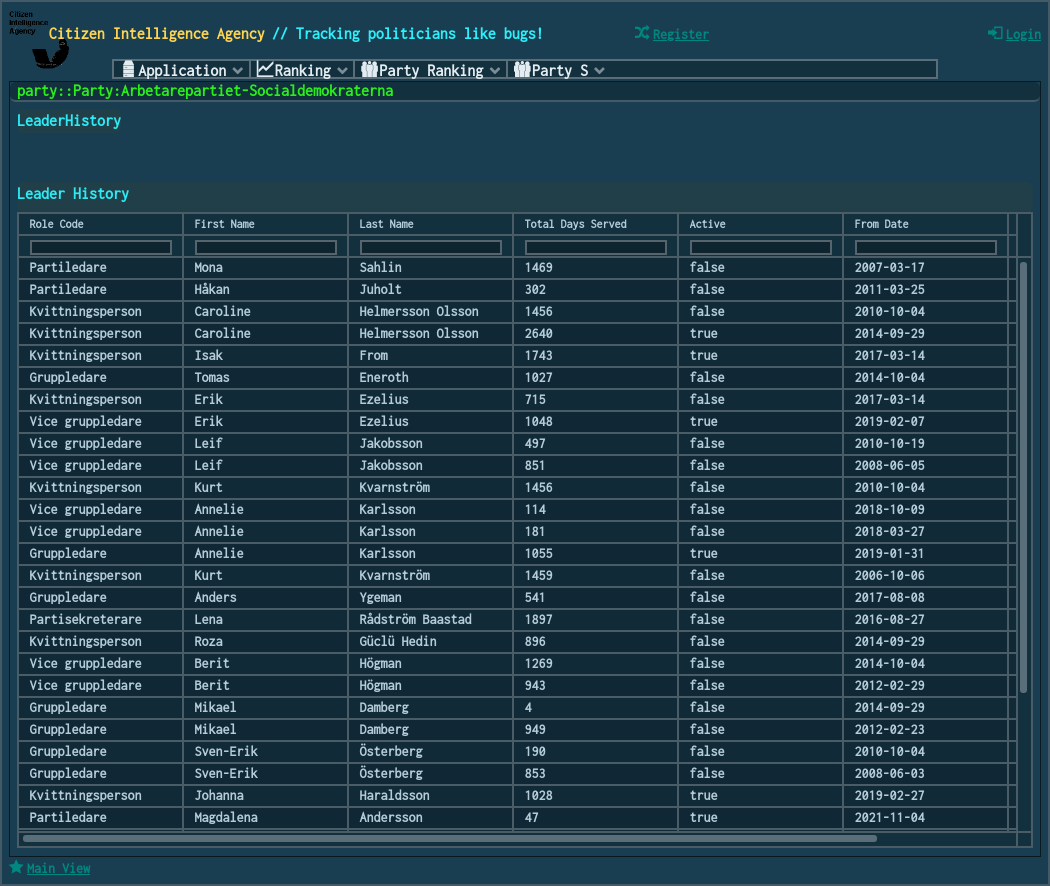 Citizen
Intelligence
Agency
Citizen Intelligence Agency // Tracking politicians like bugs!
Register
Login
Application Ranking Party Ranking Party S
party::Party:Arbetarepartiet-Socialdemokraterna
LeaderHistory
Leader History
Role Code First Name Last Name Total Days Served Active From Date
Partiledare Mona Sahlin 1469 false 2007-03-17
Partiledare Håkan Juholt 302 false 2011-03-25
Kvittningsperson Caroline Helmersson Olsson 1456 false 2010-10-04
Kvittningsperson Caroline Helmersson Olsson 2640 true 2014-09-29
Kvittningsperson Isak From 1743 true 2017-03-14
Gruppledare Tomas Eneroth 1027 false 2014-10-04
Kvittningsperson Erik Ezelius 715 false 2017-03-14
Vice gruppledare Erik Ezelius 1048 true 2019-02-07
Vice gruppledare Leif Jakobsson 497 false 2010-10-19
Vice gruppledare Leif Jakobsson 851 false 2008-06-05
Kvittningsperson Kurt Kvarnström 1456 false 2010-10-04
Vice gruppledare Annelie Karlsson 114 false 2018-10-09
Vice gruppledare Annelie Karlsson 181 false 2018-03-27
Gruppledare Annelie Karlsson 1055 true 2019-01-31
Kvittningsperson Kurt Kvarnström 1459 false 2006-10-06
Gruppledare Anders Ygeman 541 false 2017-08-08
Partisekreterare Lena Rådström Baastad 1897 false 2016-08-27
Kvittningsperson Roza Güclü Hedin 896 false 2014-09-29
Vice gruppledare Berit Högman 1269 false 2014-10-04
Vice gruppledare Berit Högman 943 false 2012-02-29
Gruppledare Mikael Damberg 4 false 2014-09-29
Gruppledare Mikael Damberg 949 false 2012-02-23
Gruppledare Sven-Erik Österberg 190 false 2010-10-04
Gruppledare Sven-Erik Österberg 853 false 2008-06-03
Kvittningsperson Johanna Haraldsson 1028 true 2019-02-27
Partiledare Magdalena Andersson 47 true 2021-11-04
Main View